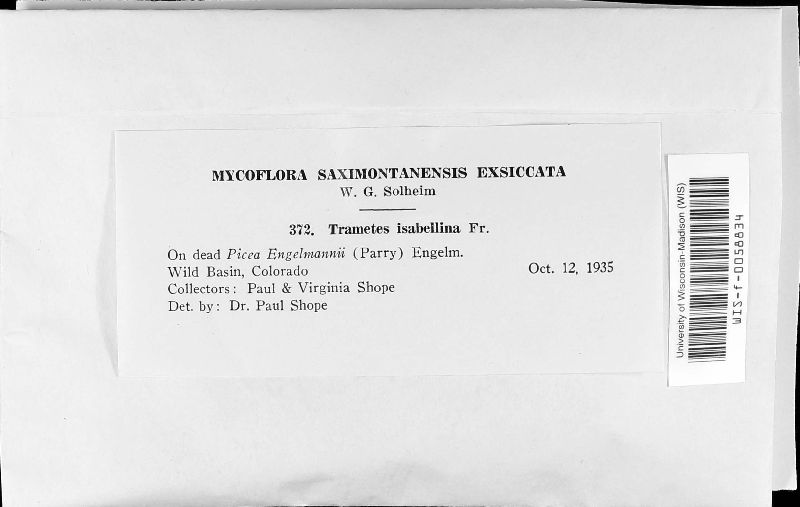 MYCOFLORA SAXIMONTANENSIS EXSICCATA
W. G. Solheim
372. Trametes isabellina Fr.
On dead Picea Engelmannii (Parry) Engelm.
Wild Basin, Colorado Oct. 12, 1935
Collectors: Paul & Virginia Shope
Det. by: Dr. Paul Shope
University of Wisconsin-Madison (WIS)
WIS-f-0058834